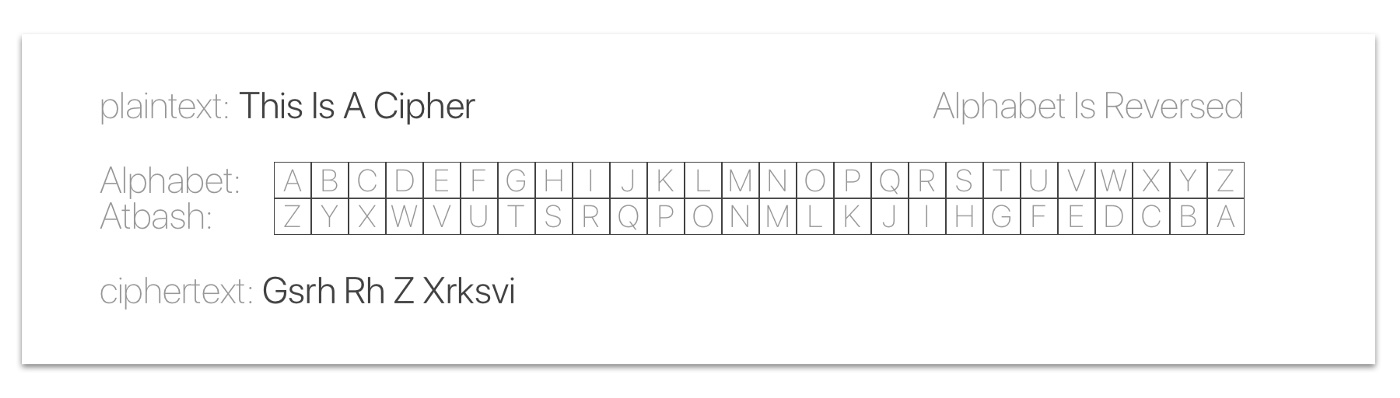 plaintext: This Is A Cipher
Alphabet Is Reversed
Alphabet: A B C D E F G H I J K L M N O P Q R S T U V W X Y Z
Atbash: Z Y X W V U T S R Q P O N M L K J I H G F E D C B A
ciphertext: Gsrh Rh Z Xrksvi